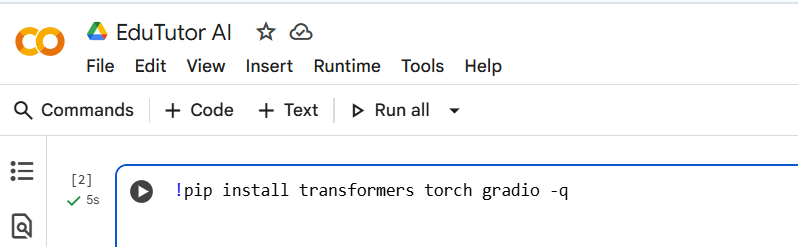 EduTutor AI
File Edit View Insert Runtime Tools Help
Commands + Code + Text Run all
[2]
5s
!pip install transformers torch gradio -q